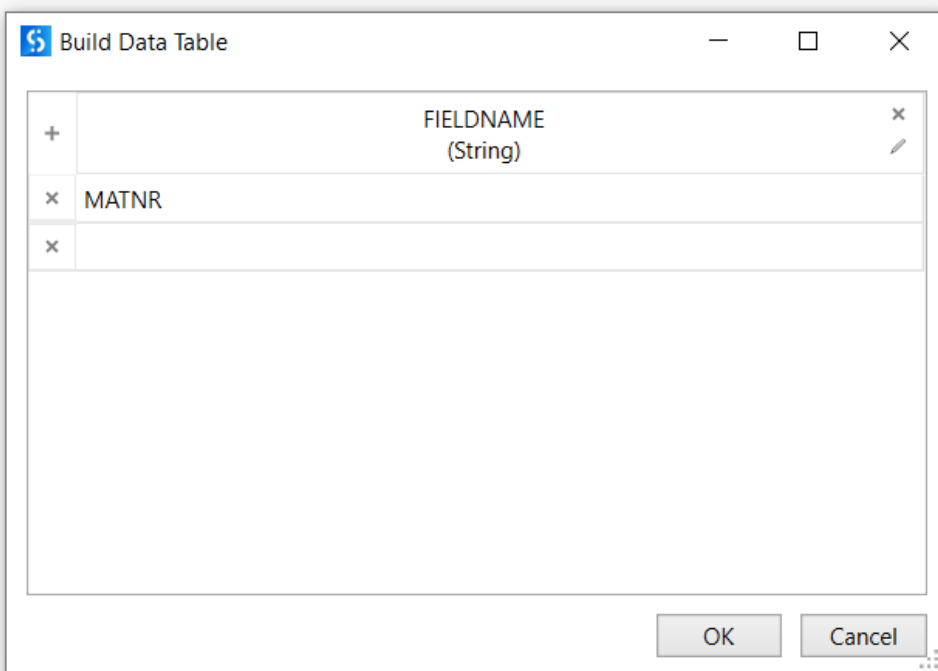 Build Data Table
FIELDNAME
(String)
MATNR
OK
Cancel